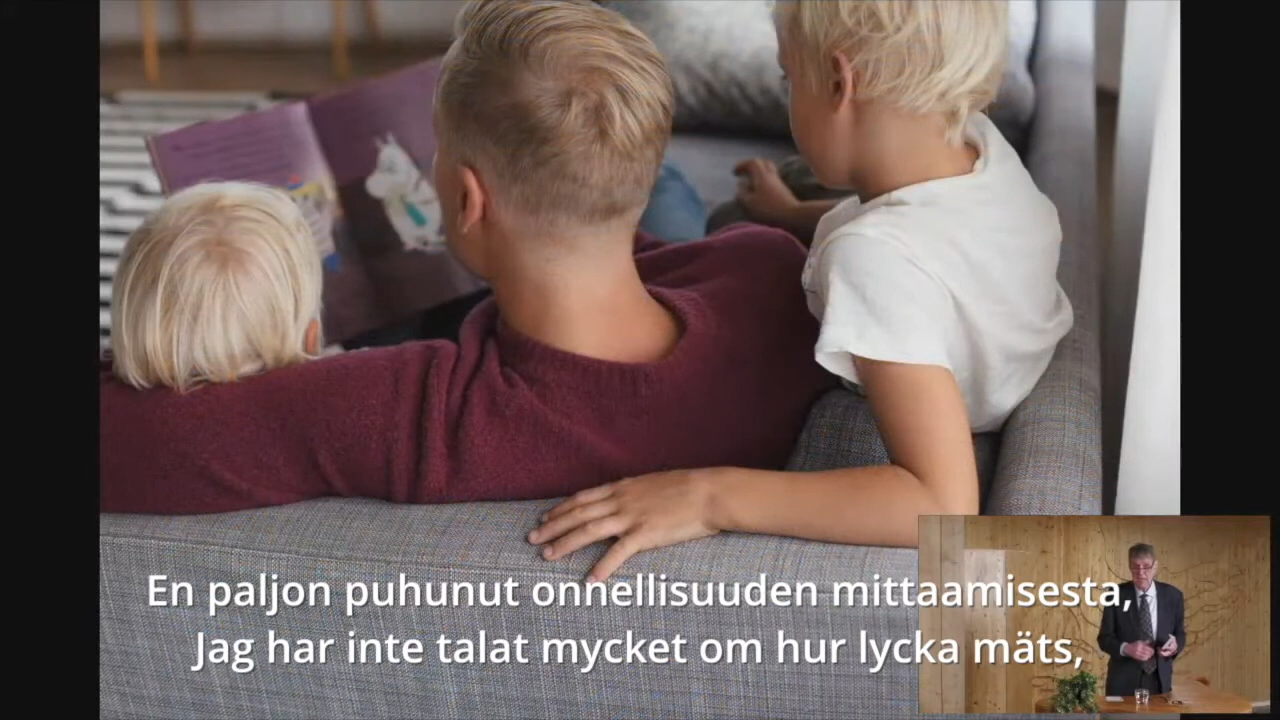 En paljon puhunut onnellisuuden mittaamisesta,
Jag har inte talat mycket om hur lycka mäts,